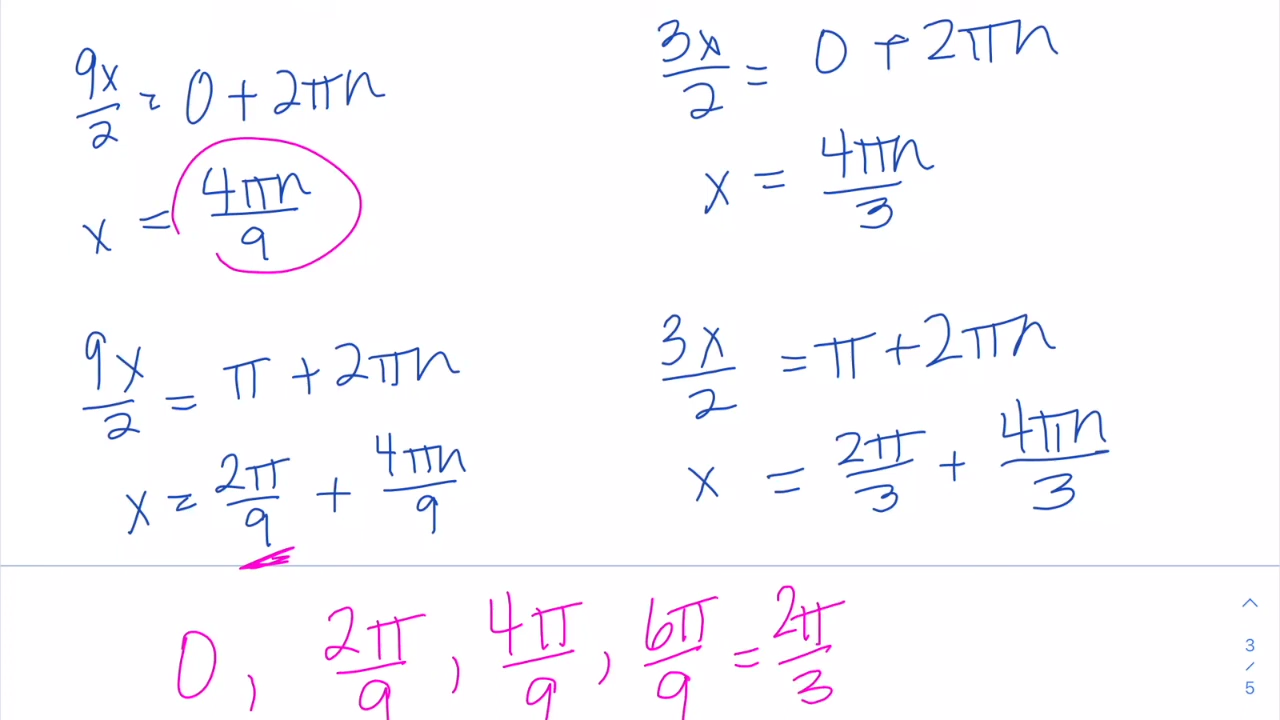 9x/2 = 0 + 2πn
x = 4πn/9
9x/2 = π + 2πn
x = 2π/9 + 4πn/9
3x/2 = 0 + 2πn
x = 4πn/3
3x/2 = π + 2πn
x = 2π/3 + 4πn/3
0, 2π/9, 4π/9, 6π/9 = 2π/3
3
/
5